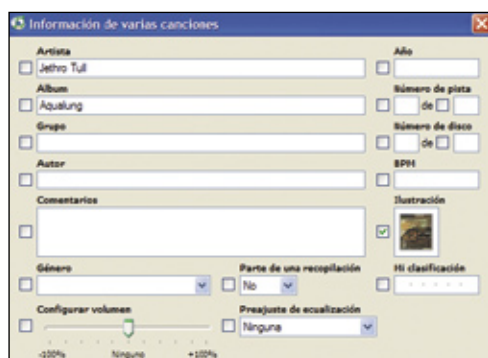 Información de varias canciones
Artista Año
Jethro Tull
Album Número de pista
Aqualung de
Grupo Número de disco
de
Autor BPM
Comentarios Ilustración
Género Parte de una recopilación Mi clasificación
No
Configurar volumen Preajuste de ecualización
Ninguna
-100% Ninguno +100%